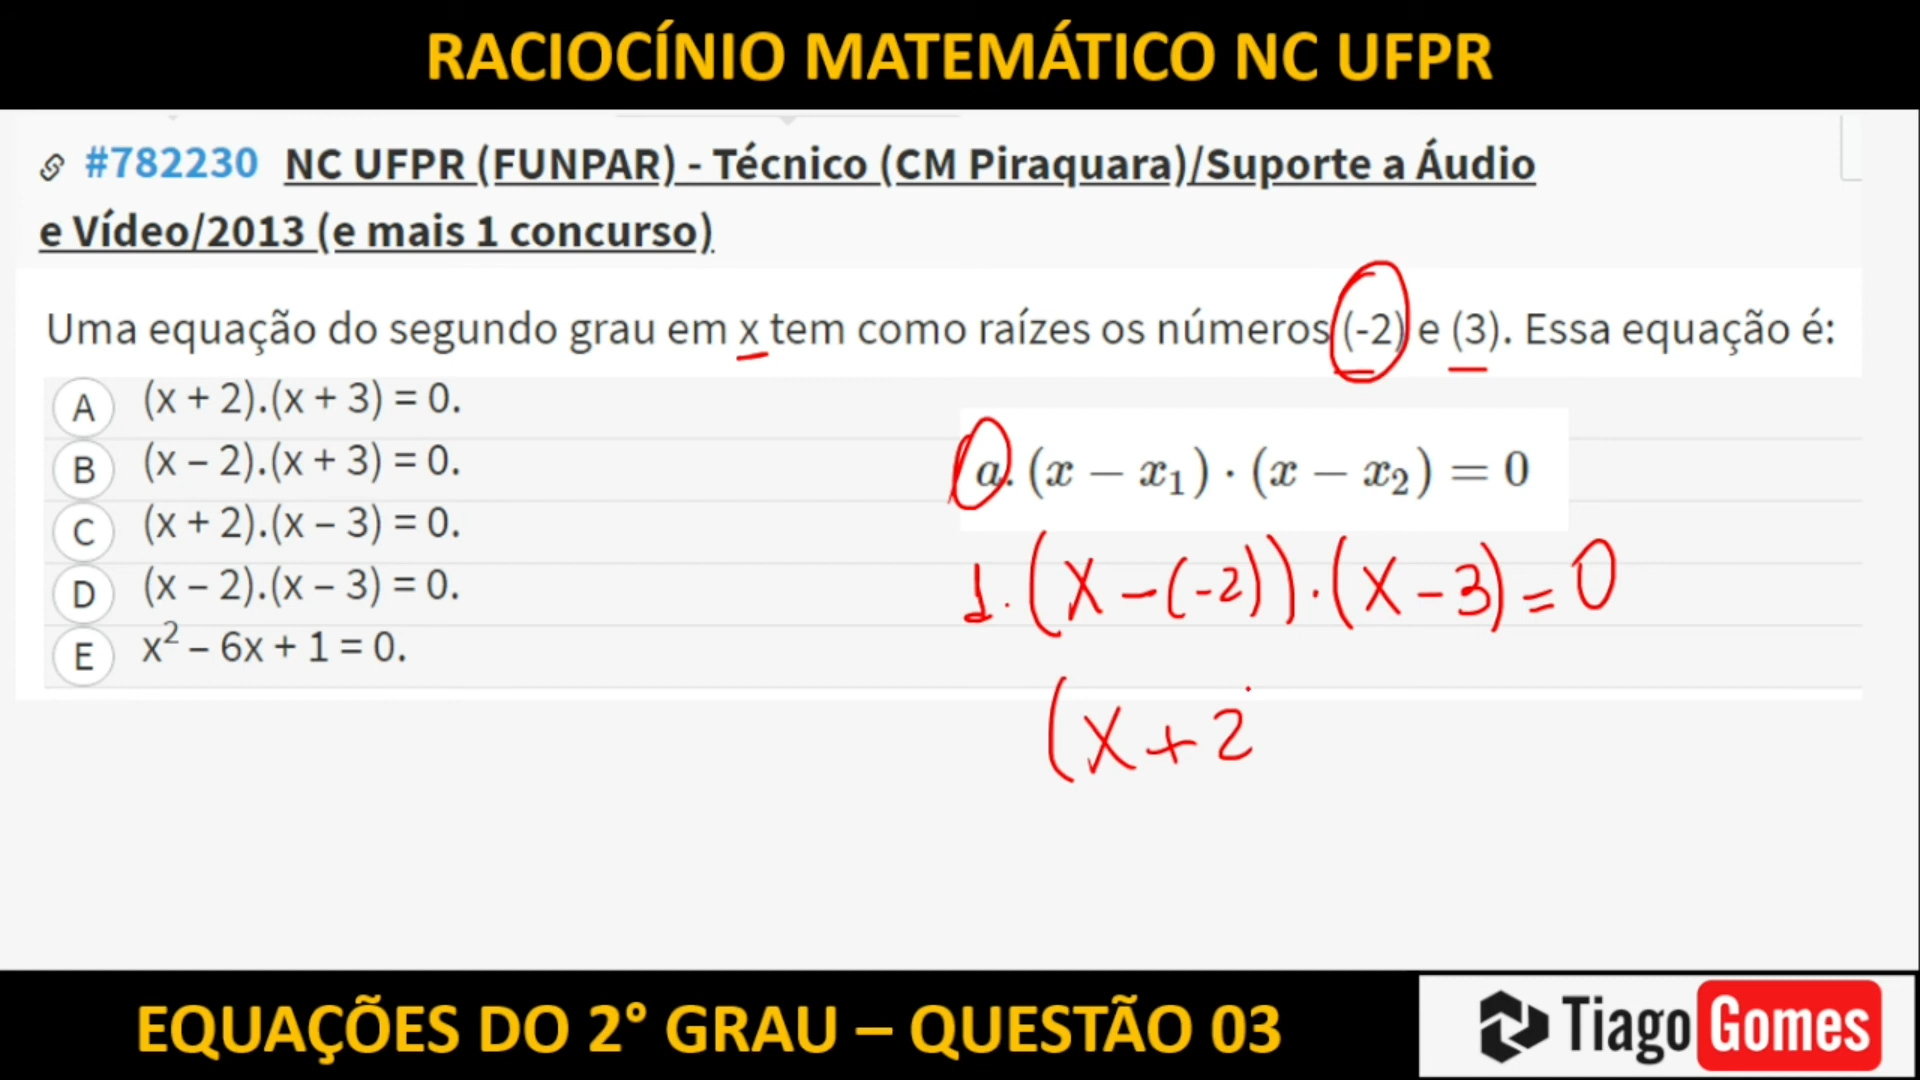 RACIOCÍNIO MATEMÁTICO NC UFPR
#782230 NC UFPR (FUNPAR) - Técnico (CM Piraquara)/Suporte a Áudio
e Vídeo/2013 (e mais 1 concurso)
Uma equação do segundo grau em x tem como raízes os números (-2) e (3). Essa equação é:
A (x + 2).(x + 3) = 0.
B (x – 2).(x + 3) = 0.
C (x + 2).(x – 3) = 0.
D (x – 2).(x – 3) = 0.
E x² – 6x + 1 = 0.
a. (x − x₁) · (x − x₂) = 0
1. (x – (-2)) . (x – 3) = 0
(x + 2
EQUAÇÕES DO 2° GRAU – QUESTÃO 03
Tiago Gomes